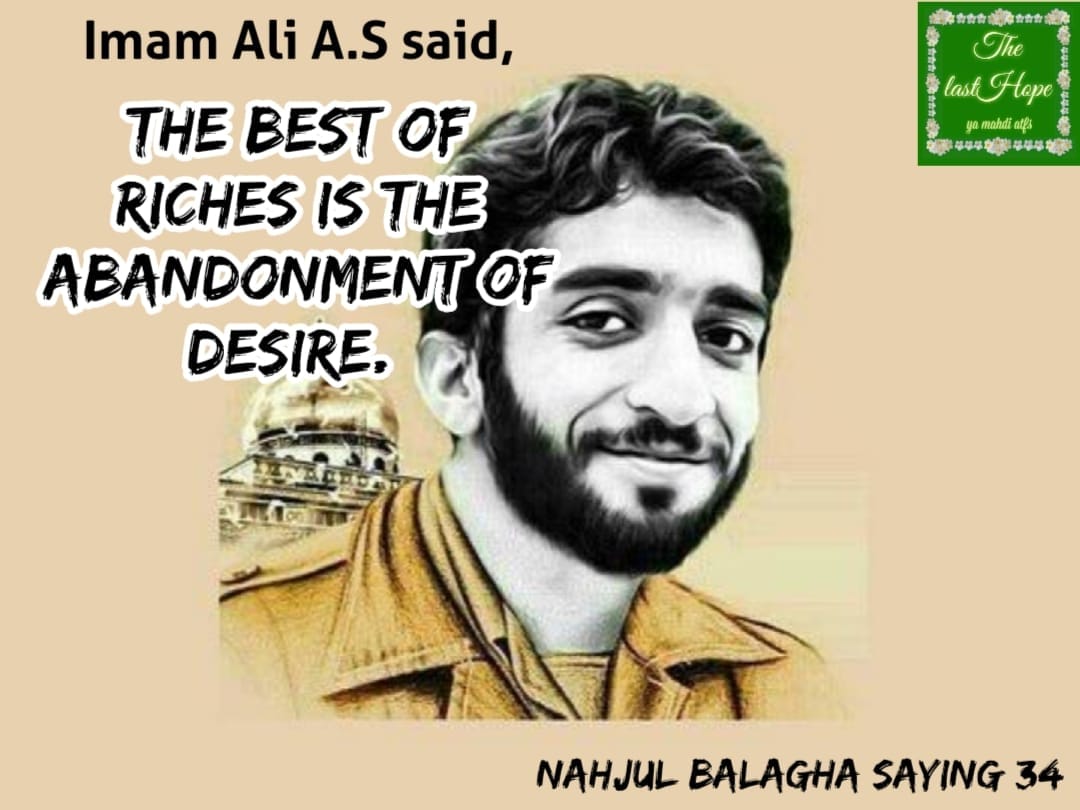 Imam Ali A.S said,
THE BEST OF
RICHES IS THE
ABANDONMENT OF
DESIRE.
The
last Hope
ya mahdi atfs
NAHJUL BALAGHA SAYING 34